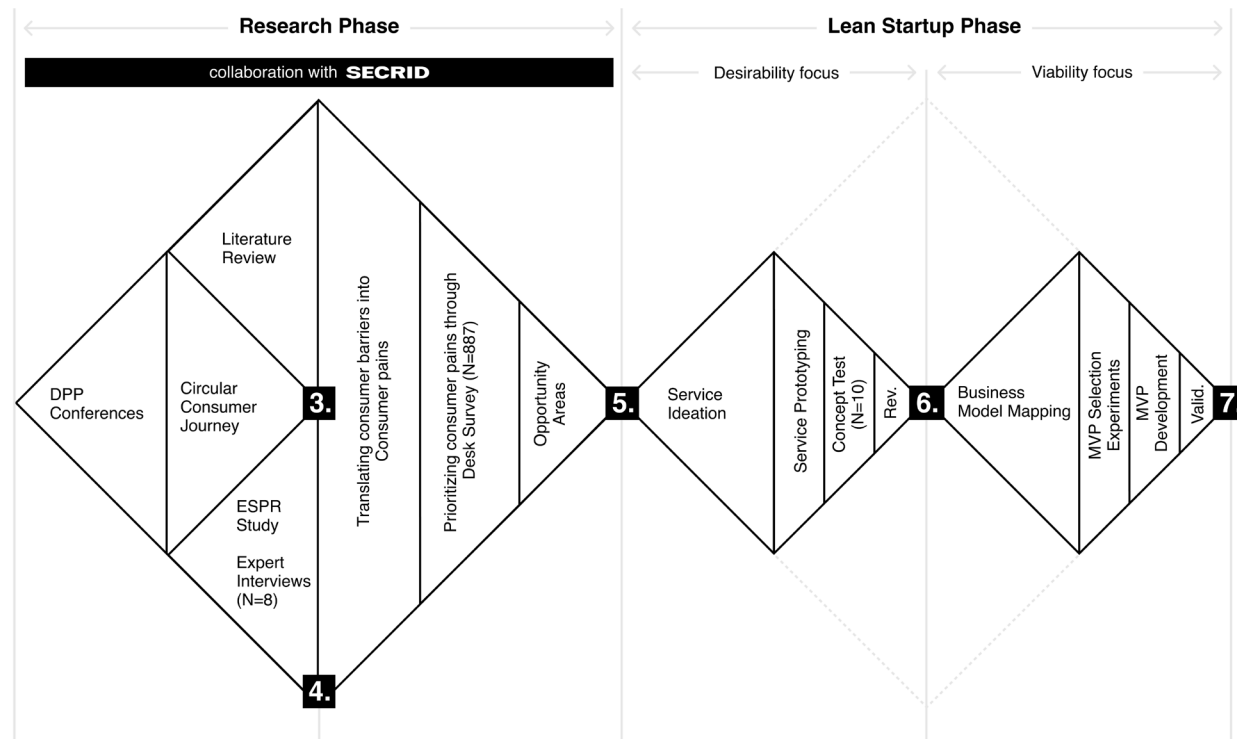 Research Phase
Lean Startup Phase
collaboration with SECRID
Desirability focus
Viability focus
Literature
Review
DPP
Conferences
Circular
Consumer
Journey
3.
ESPR
Study
Expert
Interviews
(N=8)
4.
Translating consumer barriers into
Consumer pains
Prioritizing consumer pains through
Desk Survey (N=887)
Opportunity
Areas
5.
Service
Ideation
Service Prototyping
Concept Test
(N=10)
Rev.
6.
Business
Model Mapping
MVP Selection
Experiments
MVP
Development
Valid.
7.